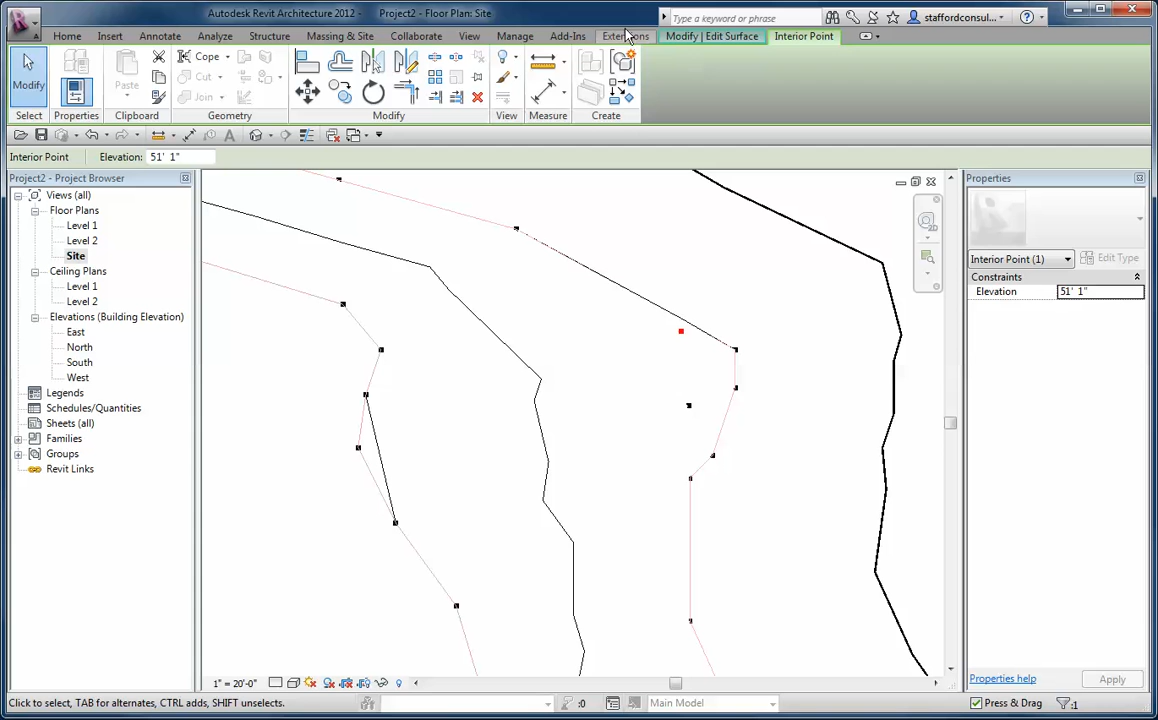 Autodesk Revit Architecture 2012 - Project2 - Floor Plan: Site
Type a keyword or phrase
staffordconsul...
Home Insert Annotate Analyze Structure Massing & Site Collaborate View Manage Add-Ins Extensions Modify | Edit Surface Interior Point
Modify
Paste
Cope
Cut
Join
Select Properties Clipboard Geometry Modify View Measure Create
Interior Point Elevation: 51' 1"
Project2 - Project Browser
Views (all)
Floor Plans
Level 1
Level 2
Site
Ceiling Plans
Level 1
Level 2
Elevations (Building Elevation)
East
North
South
West
Legends
Schedules/Quantities
Sheets (all)
Families
Groups
Revit Links
2D
Properties
Interior Point (1)
Edit Type
Constraints
Elevation 51' 1"
Properties help
Apply
1" = 20'-0"
Click to select, TAB for alternates, CTRL adds, SHIFT unselects.
:0
Main Model
Press & Drag
:1